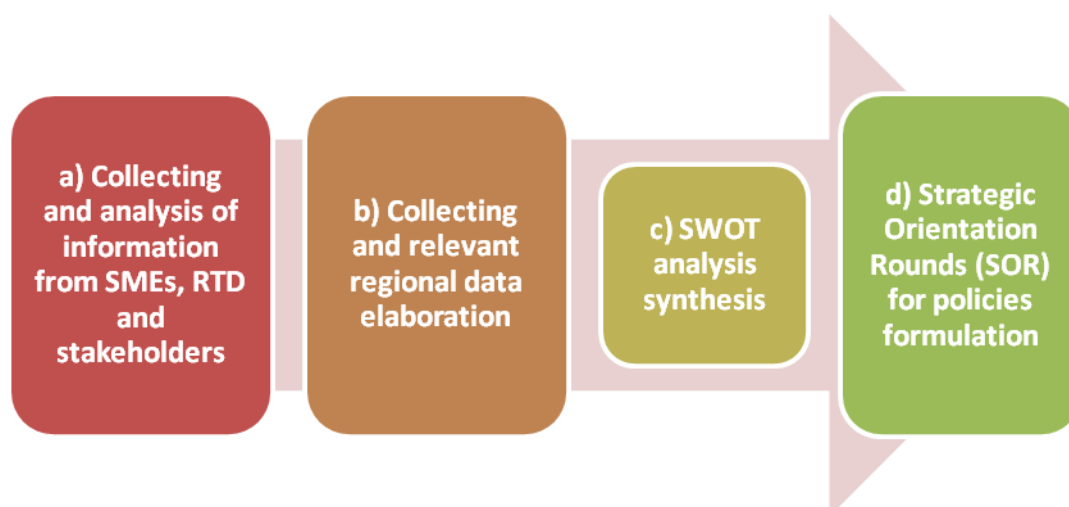 a) Collecting
and analysis of
information
from SMEs, RTD
and
stakeholders
b) Collecting
and relevant
regional data
elaboration
c) SWOT
analysis
synthesis
d) Strategic
Orientation
Rounds (SOR)
for policies
formulation